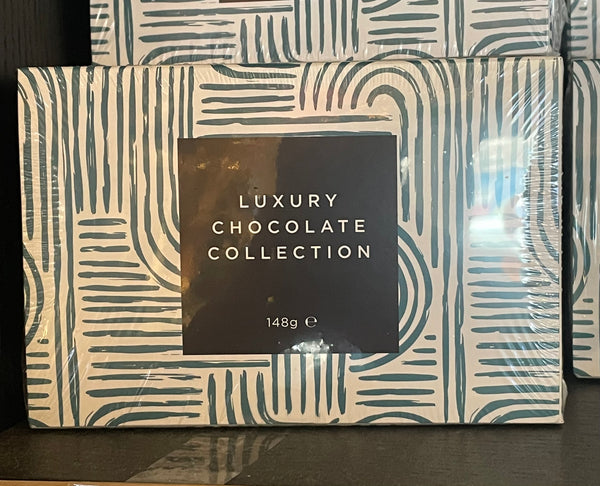 LUXURY
CHOCOLATE
COLLECTION
148g ℮